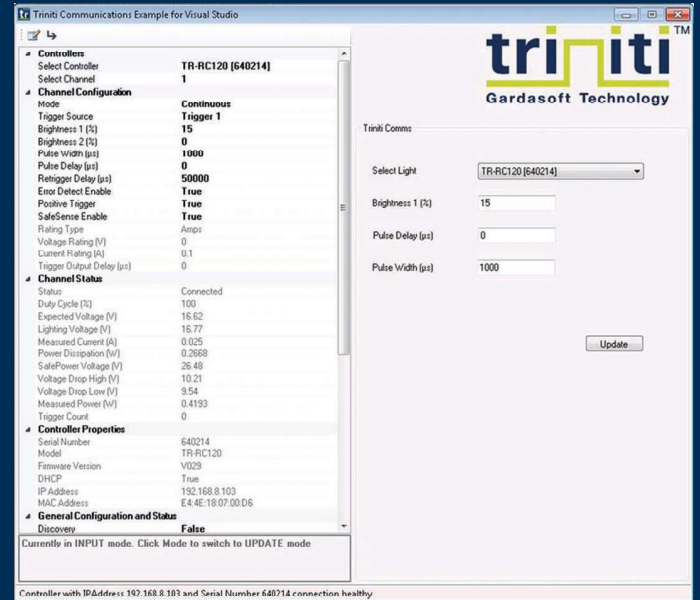 Triniti Communications Example for Visual Studio
Controllers
Select Controller TR-RC120 [640214]
Select Channel 1
Channel Configuration
Mode Continuous
Trigger Source Trigger 1
Brightness 1 (%) 15
Brightness 2 (%) 0
Pulse Width (µs) 1000
Pulse Delay (µs) 0
Retrigger Delay (µs) 50000
Error Detect Enable True
Positive Trigger True
SafeSense Enable True
Rating Type Amps
Voltage Rating (V) 0
Current Rating (A) 0.1
Trigger Output Delay (µs) 0
Channel Status
Status Connected
Duty Cycle (%) 100
Expected Voltage (V) 16.62
Lighting Voltage (V) 16.77
Measured Current (A) 0.025
Power Dissipation (W) 0.2668
SafePower Voltage (V) 26.48
Voltage Drop High (V) 10.21
Voltage Drop Low (V) 9.54
Measured Power (W) 0.4193
Trigger Count 0
Controller Properties
Serial Number 640214
Model TR-RC120
Firmware Version V029
DHCP True
IP Address 192.168.8.103
MAC Address E4:4E:18:07:00:D6
General Configuration and Status
Discovery False
Currently in INPUT mode. Click Mode to switch to UPDATE mode
Controller with IPAddress 192.168.8.103 and Serial Number 640214 connection healthy
triniti TM
Gardasoft Technology
Triniti Comms
Select Light TR-RC120 [640214]
Brightness 1 (%) 15
Pulse Delay (µs) 0
Pulse Width (µs) 1000
Update